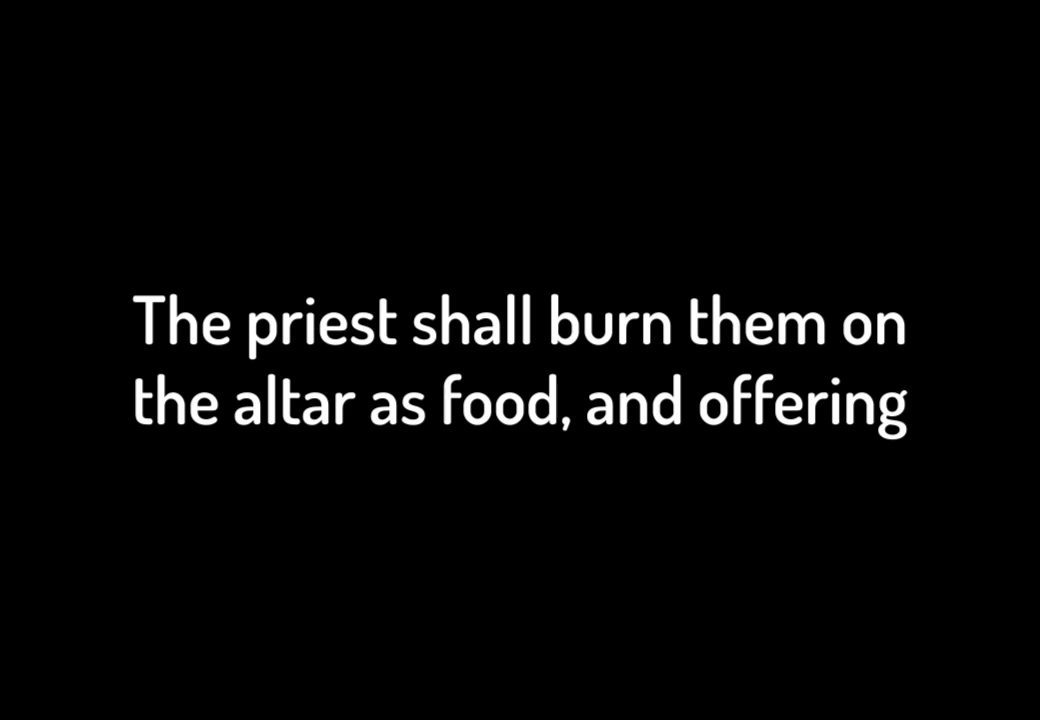 The priest shall burn them on
the altar as food, and offering